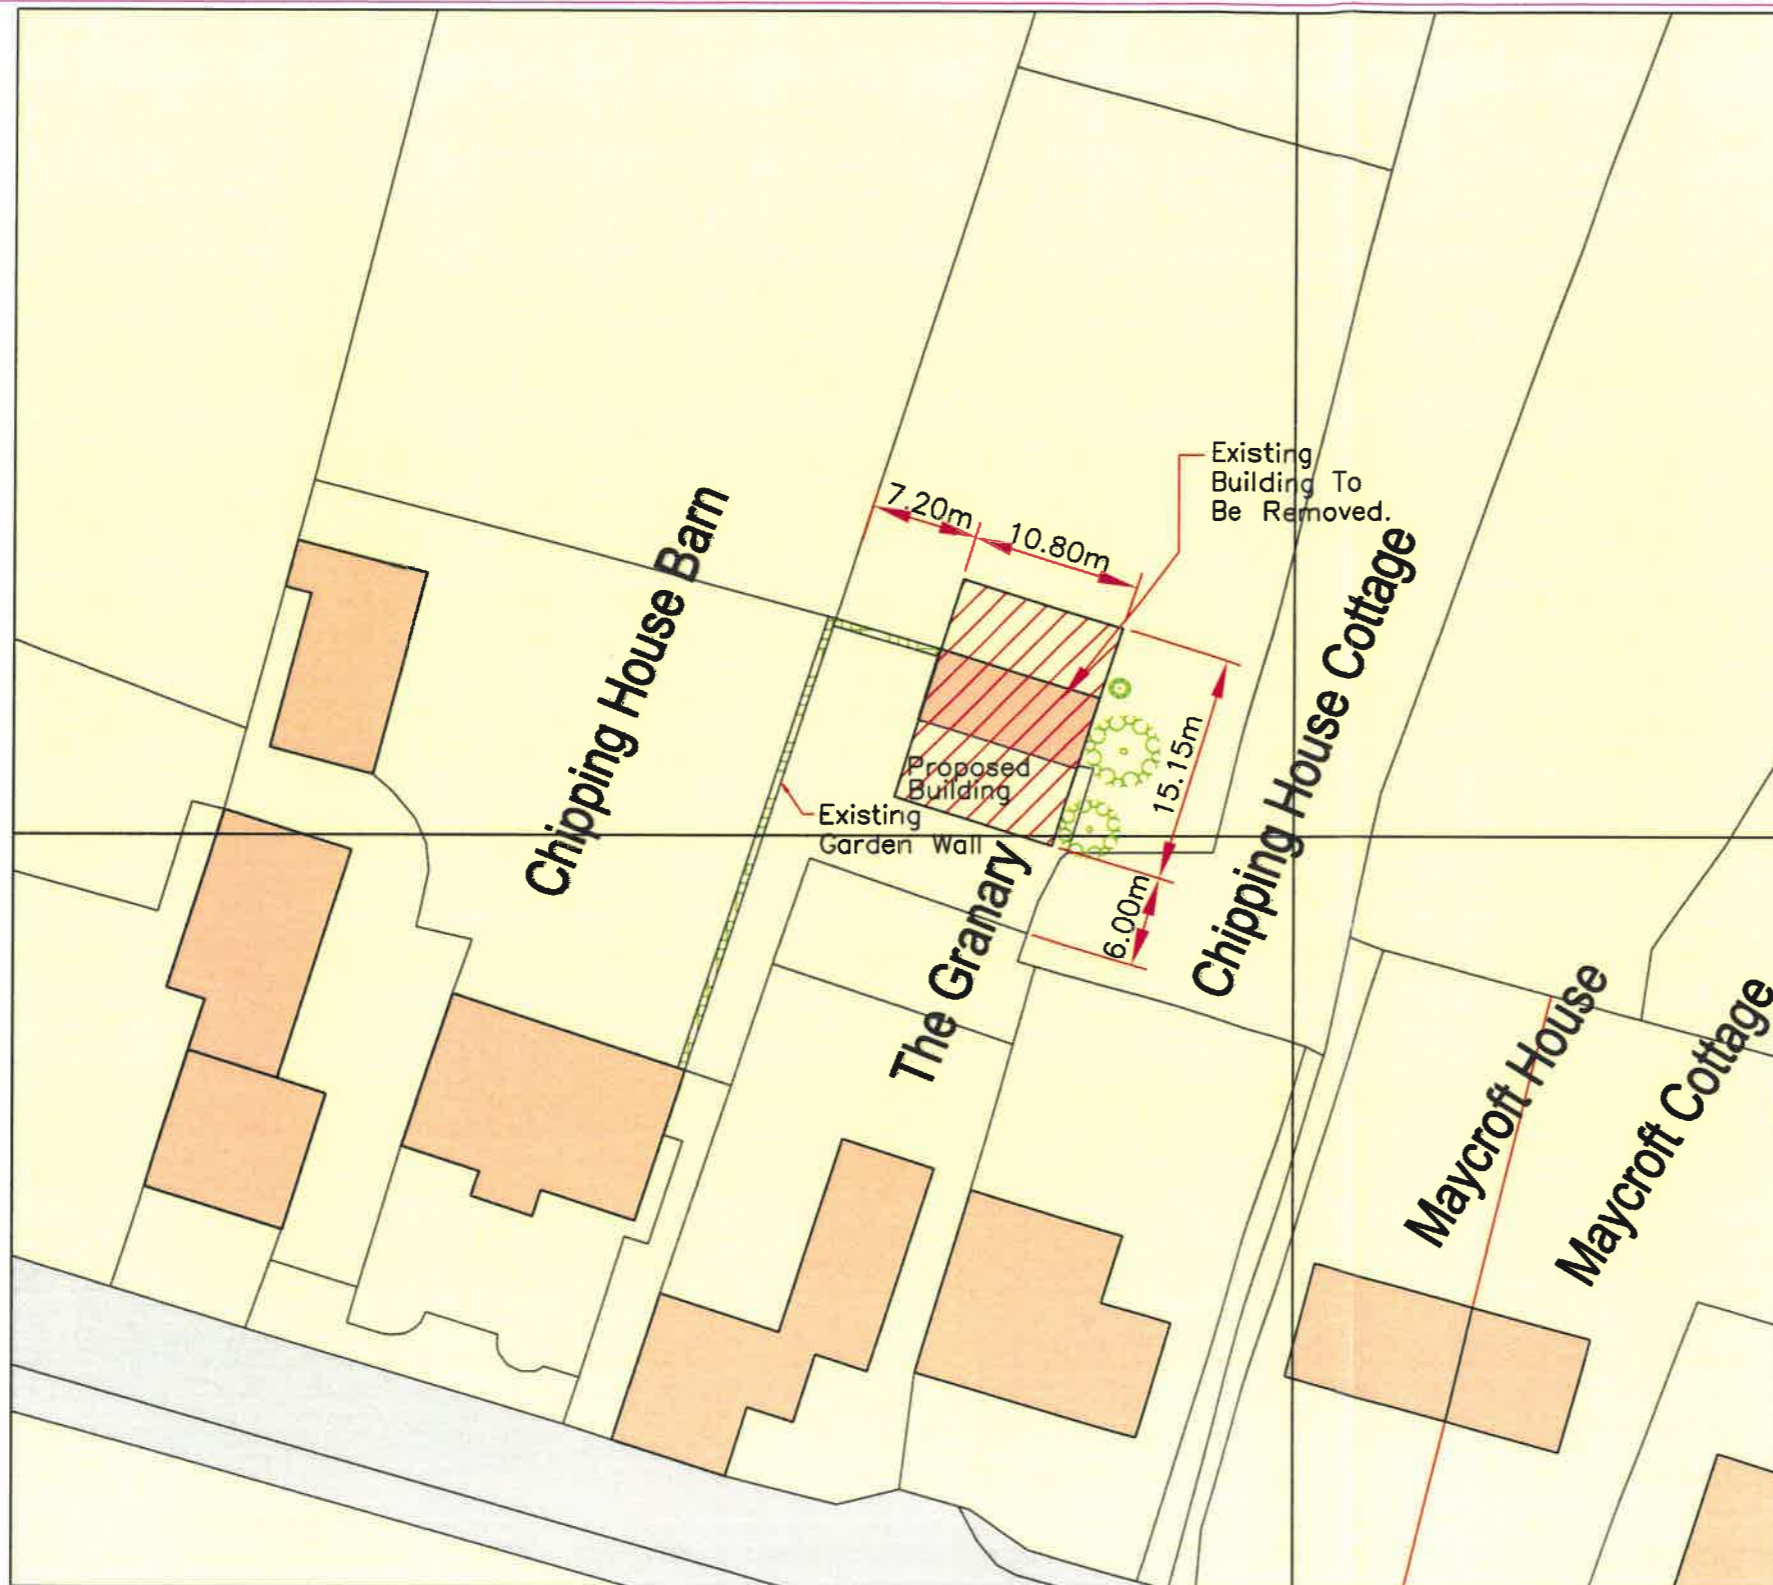 Existing
Building To
Be Removed.
7.20m
10.80m
Chipping House Barn
Chipping House Cottage
15.15m
Proposed
Building
Existing
Garden Wall
The Granary
6.00m
Maycroft House
Maycroft Cottage